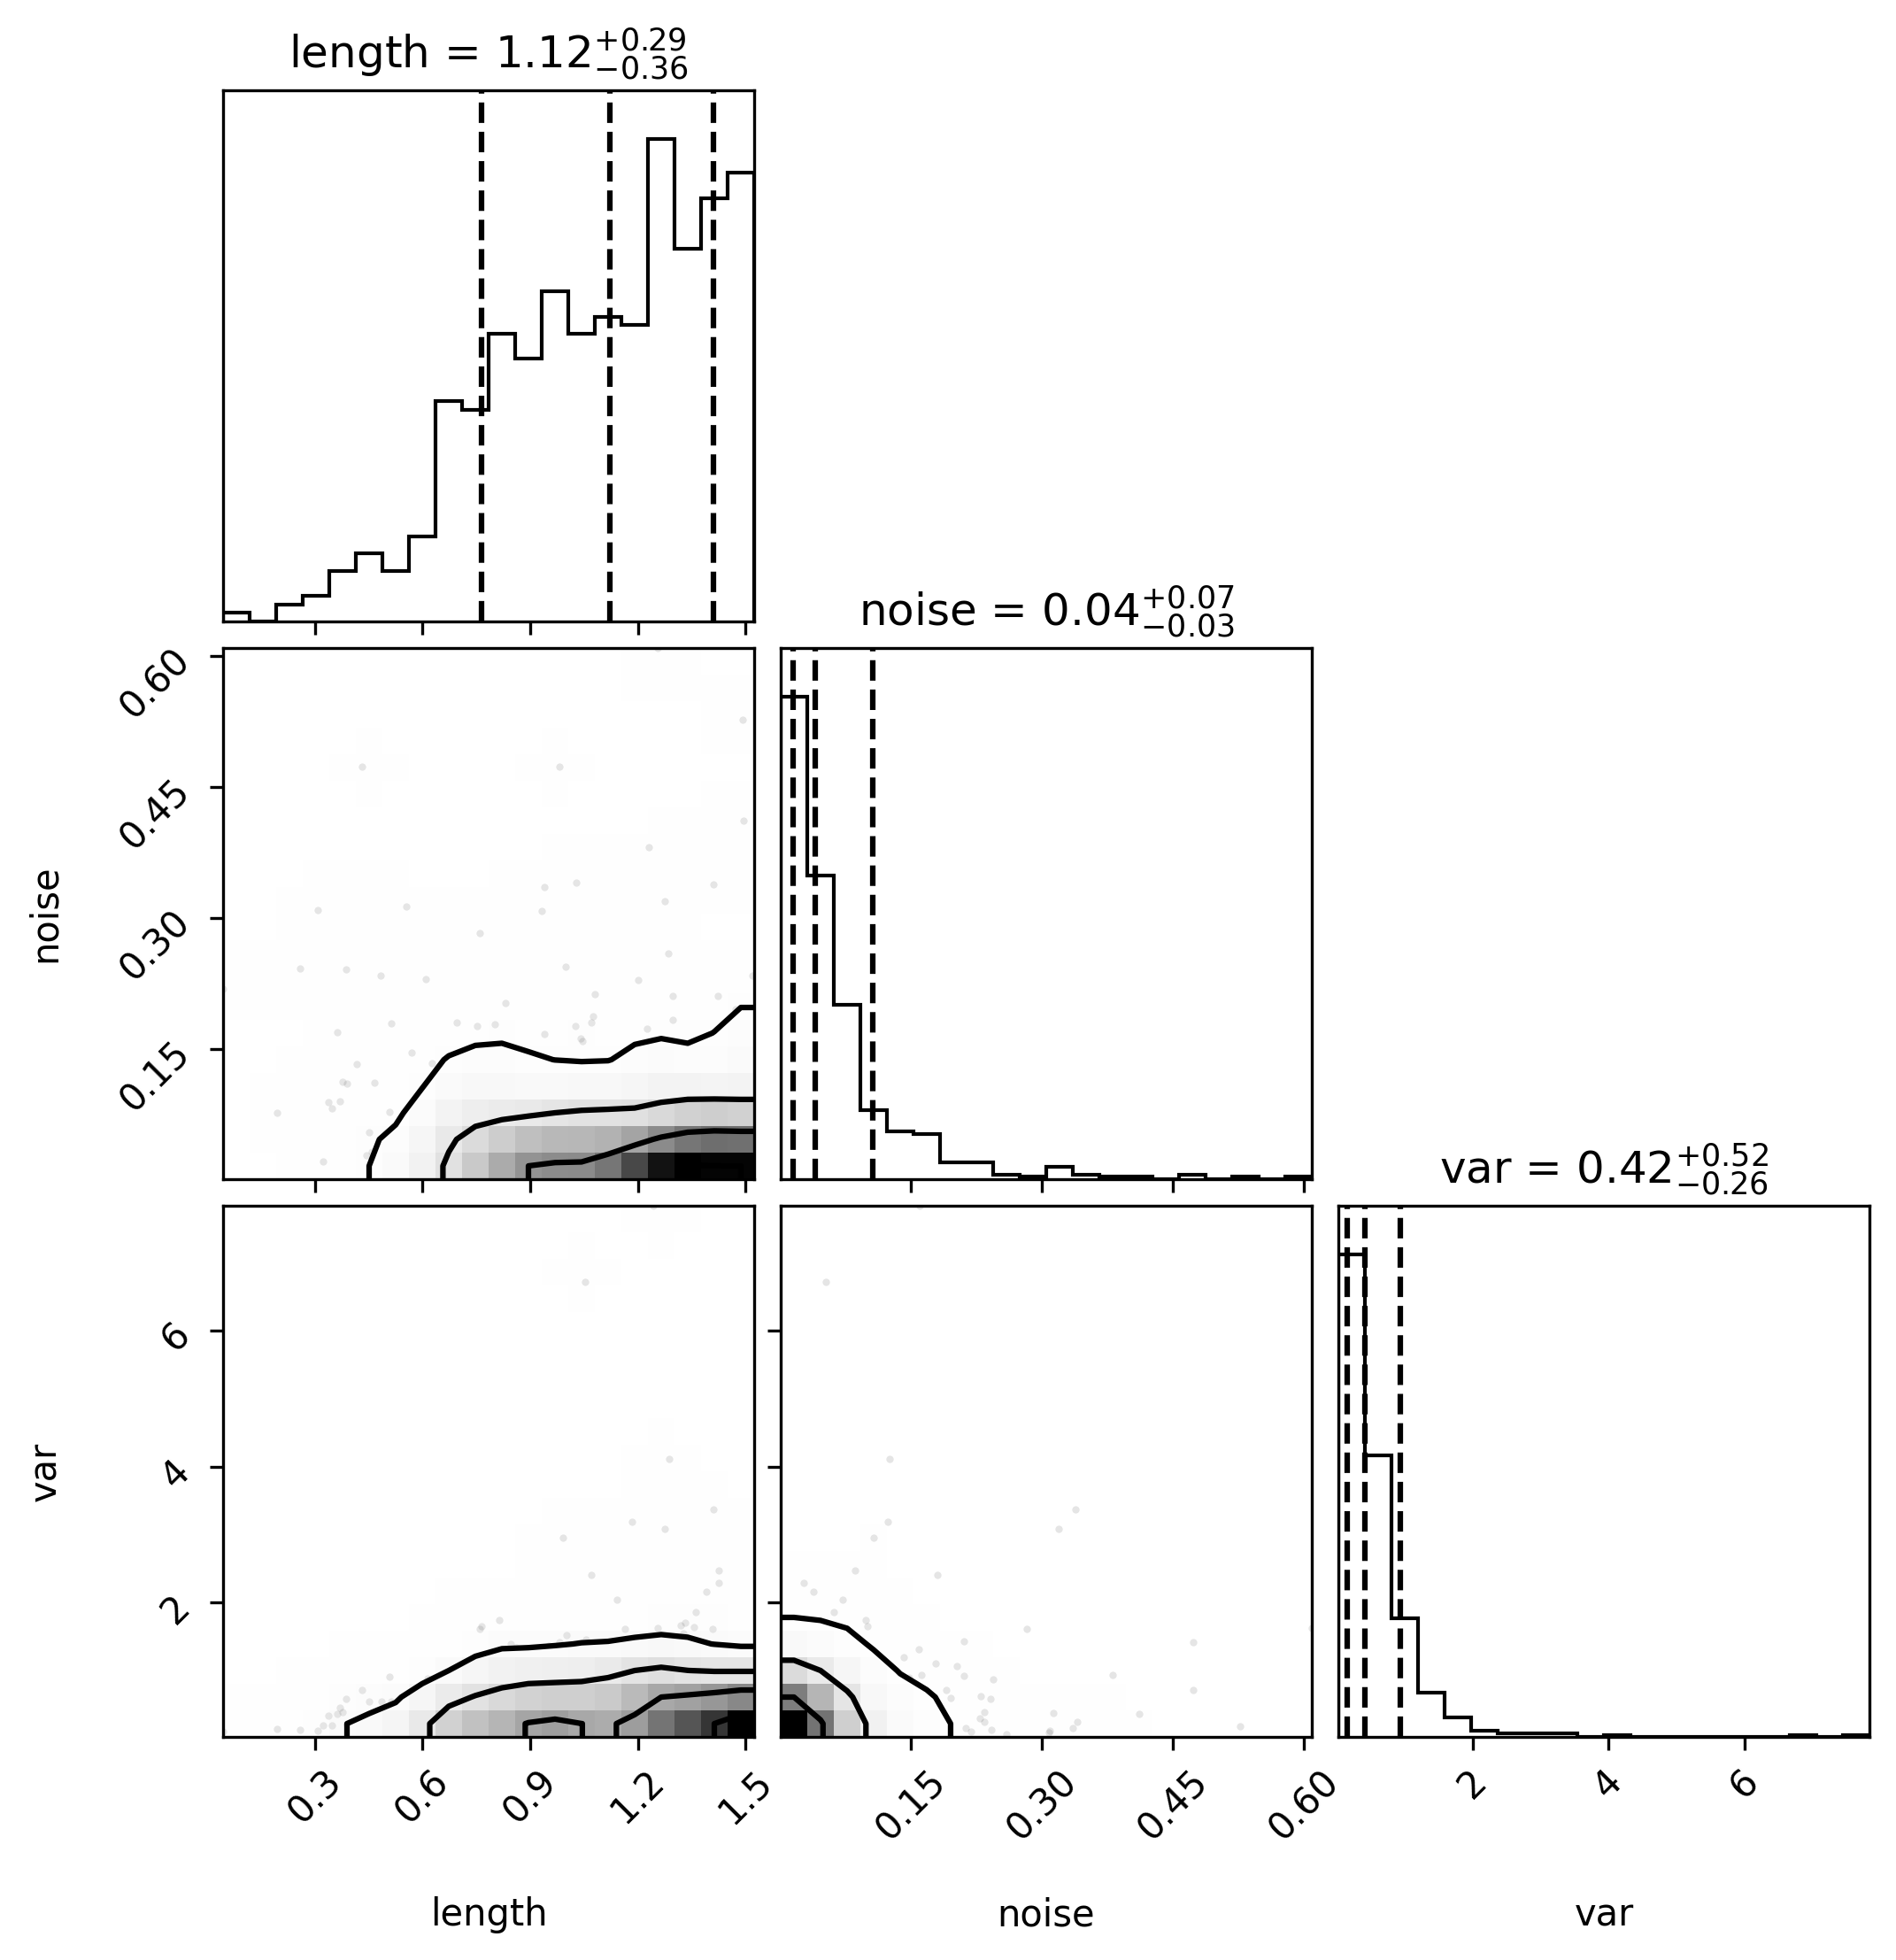 length = 1.12^{+0.29}_{−0.36}
noise = 0.04^{+0.07}_{−0.03}
0.60
0.45
0.30
0.15
noise
var = 0.42^{+0.52}_{−0.26}
6
4
2
var
0.3 0.6 0.9 1.2 1.5 0.15 0.30 0.45 0.60 2 4 6
length noise var